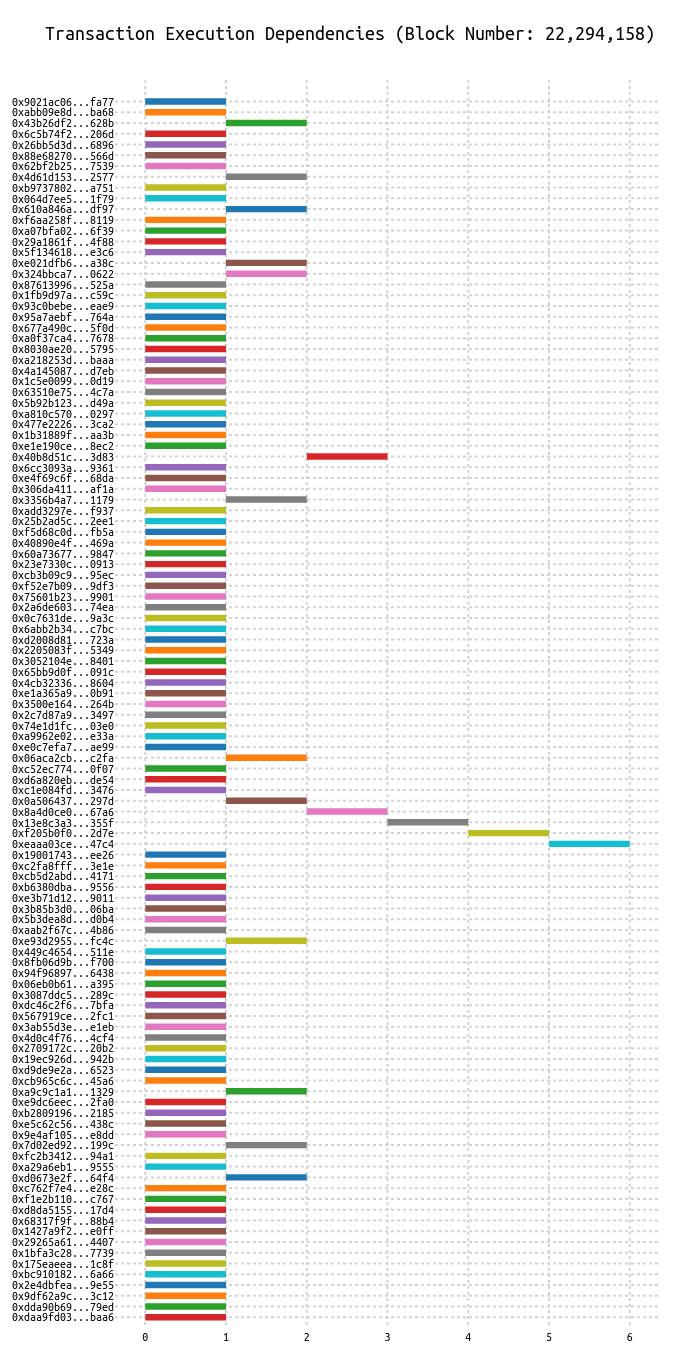 Transaction Execution Dependencies (Block Number: 22,294,158)
0x9021ac06...fa77
0xabb09e8d...ba68
0x43b26df2...628b
0x6c5b74f2...206d
0x26bb5d3d...6896
0x88e68270...566d
0x62bf2b25...7539
0x4d61d153...2577
0xb9737802...a751
0x064d7ee5...1f79
0x610a846a...df97
0xf6aa258f...8119
0xa07bfa02...6f39
0x29a1861f...4f88
0x5f134618...e3c6
0xe021dfb6...a38c
0x324bbca7...0622
0x87613996...525a
0x1fb9d97a...c59c
0x93c0bebe...eae9
0x95a7aebf...764a
0x677a490c...5f0d
0xa0f37ca4...7678
0x8030ae20...5795
0xa218253d...baaa
0x4a145087...d7eb
0x1c5e0099...0d19
0x63510e75...4c7a
0x5b92b123...d49a
0xa810c570...0297
0x477e2226...3ca2
0x1b31889f...aa3b
0xe1e190ce...8ec2
0x40b8d51c...3d83
0x6cc3093a...9361
0xe4f69c6f...68da
0x306da411...af1a
0x3356b4a7...1179
0xadd3297e...f937
0x25b2ad5c...2ee1
0xf5d68c0d...fb5a
0x40890e4f...469a
0x60a73677...9847
0x23e7330c...0913
0xcb3b09c9...95ec
0xf52e7b09...9df3
0x75601b23...9901
0x2a6de603...74ea
0x0c7631de...9a3c
0x6abb2b34...c7bc
0xd2008d81...723a
0x2205083f...5349
0x3052104e...8401
0x65bb9d0f...091c
0x4cb32336...8604
0xe1a365a9...0b91
0x3500e164...264b
0x2c7d87a9...3497
0x74e1d1fc...03e0
0xa9962e02...e33a
0xe0c7efa7...ae99
0x06aca2cb...c2fa
0xc52ec774...0f07
0xd6a820eb...de54
0xc1e084fd...3476
0x0a506437...297d
0x8a4d0ce0...67a6
0x13e8c3a3...355f
0xf205b0f0...2d7e
0xeaaa03ce...47c4
0x19001743...ee26
0xc2fa8fff...3e1e
0xcb5d2abd...4171
0xb6380dba...9556
0xe3b71d12...9011
0x3b85b3d0...06ba
0x5b3dea8d...d0b4
0xaab2f67c...4b86
0xe93d2955...fc4c
0x449c4654...511e
0x8fb06d9b...f700
0x94f96897...6438
0x06eb0b61...a395
0x3087ddc5...289c
0xdc46c2f6...7bfa
0x567919ce...2fc1
0x3ab55d3e...e1eb
0x4d0c4f76...4cf4
0x2709172c...20b2
0x19ec926d...942b
0xd9de9e2a...6523
0xcb965c6c...45a6
0xa9c9c1a1...1329
0xe9dc6eec...2fa0
0xb2809196...2185
0xe5c62c56...438c
0x9e4af105...e8dd
0x7d02ed92...199c
0xfc2b3412...94a1
0xa29a6eb1...9555
0xd0673e2f...64f4
0xc762f7e4...e28c
0xf1e2b110...c767
0xd8da5155...17d4
0x68317f9f...88b4
0x1427a9f2...e0ff
0x29265a61...4407
0x1bfa3c28...7739
0x175eaeea...1c8f
0xbc910182...6a66
0x2e4dbfea...9e55
0x9df62a9c...3c12
0xdda90b69...79ed
0xdaa9fd03...baa6
0 1 2 3 4 5 6